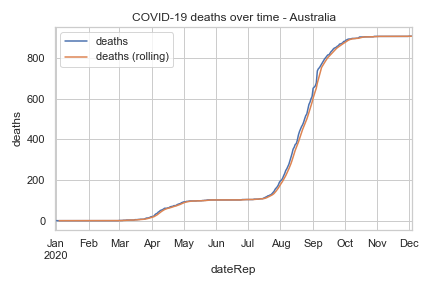 COVID-19 deaths over time - Australia
deaths
deaths (rolling)
deaths
800
600
400
200
0
Jan Feb Mar Apr May Jun Jul Aug Sep Oct Nov Dec
2020
dateRep